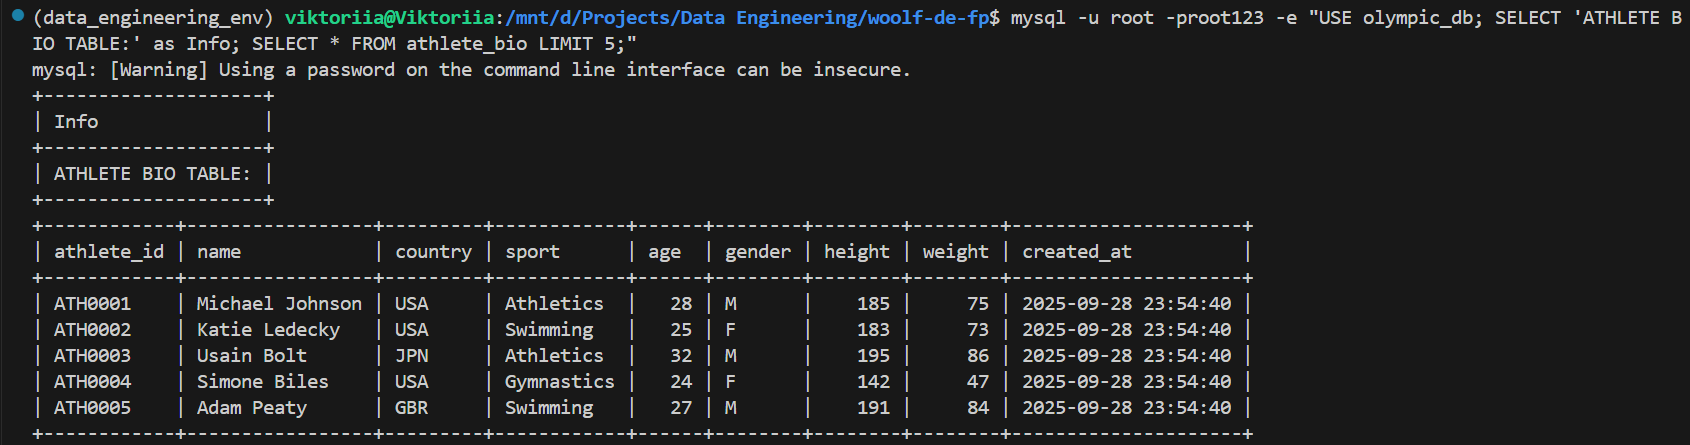 (data_engineering_env) viktoriia@Viktoriia:/mnt/d/Projects/Data Engineering/woolf-de-fp$ mysql -u root -proot123 -e "USE olympic_db; SELECT 'ATHLETE B
IO TABLE:' as Info; SELECT * FROM athlete_bio LIMIT 5;"
mysql: [Warning] Using a password on the command line interface can be insecure.
+--------------------+
| Info               |
+--------------------+
| ATHLETE BIO TABLE: |
+--------------------+
+------------+-----------------+---------+------------+------+--------+--------+--------+---------------------+
| athlete_id | name            | country | sport      | age  | gender | height | weight | created_at          |
+------------+-----------------+---------+------------+------+--------+--------+--------+---------------------+
| ATH0001    | Michael Johnson | USA     | Athletics  |   28 | M      |    185 |     75 | 2025-09-28 23:54:40 |
| ATH0002    | Katie Ledecky   | USA     | Swimming   |   25 | F      |    183 |     73 | 2025-09-28 23:54:40 |
| ATH0003    | Usain Bolt      | JPN     | Athletics  |   32 | M      |    195 |     86 | 2025-09-28 23:54:40 |
| ATH0004    | Simone Biles    | USA     | Gymnastics |   24 | F      |    142 |     47 | 2025-09-28 23:54:40 |
| ATH0005    | Adam Peaty      | GBR     | Swimming   |   27 | M      |    191 |     84 | 2025-09-28 23:54:40 |
+------------+-----------------+---------+------------+------+--------+--------+--------+---------------------+